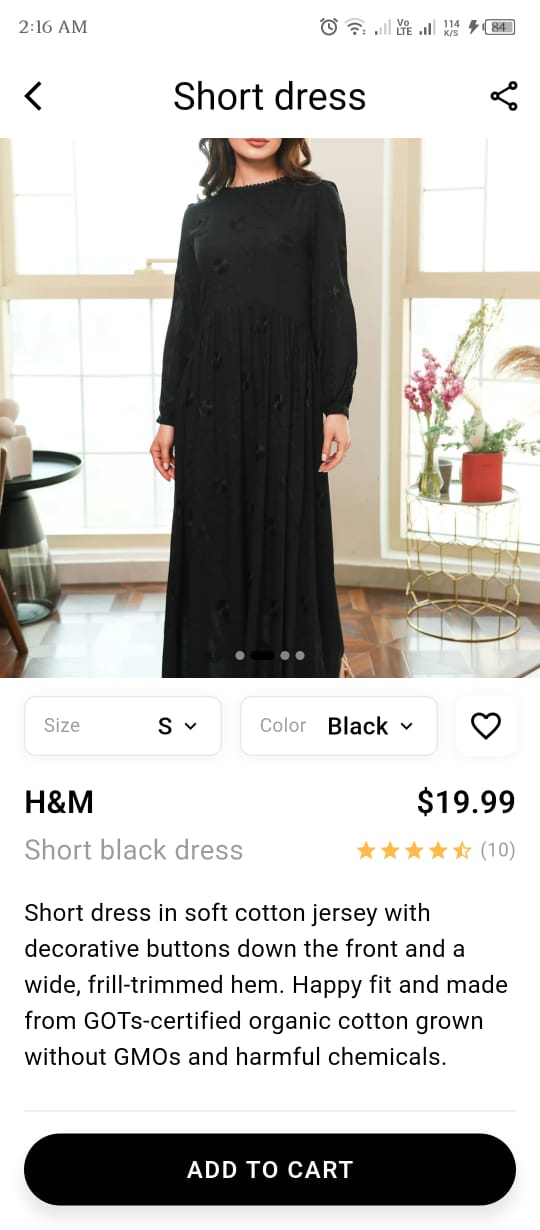 2:16 AM
Vo LTE
114 K/S
84
Short dress
Size S
Color Black
H&M
$19.99
Short black dress
(10)
Short dress in soft cotton jersey with
decorative buttons down the front and a
wide, frill-trimmed hem. Happy fit and made
from GOTs-certified organic cotton grown
without GMOs and harmful chemicals.
ADD TO CART